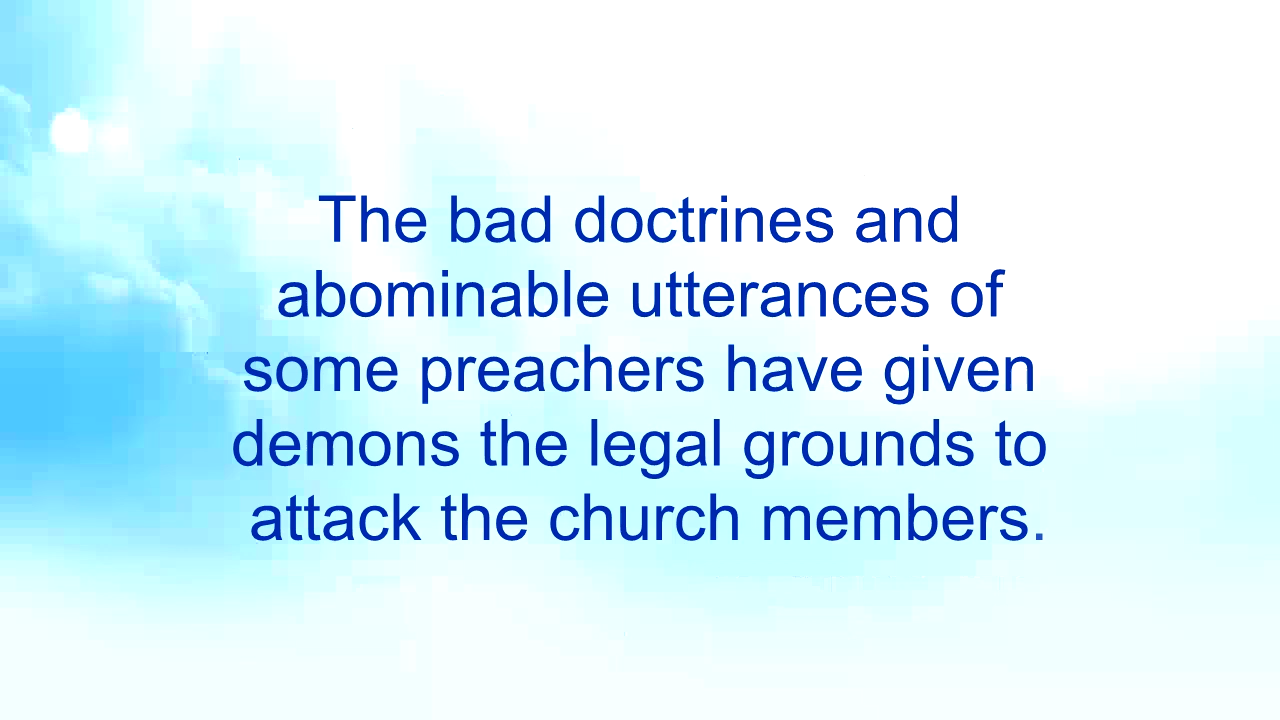 The bad doctrines and
abominable utterances of
some preachers have given
demons the legal grounds to
attack the church members.